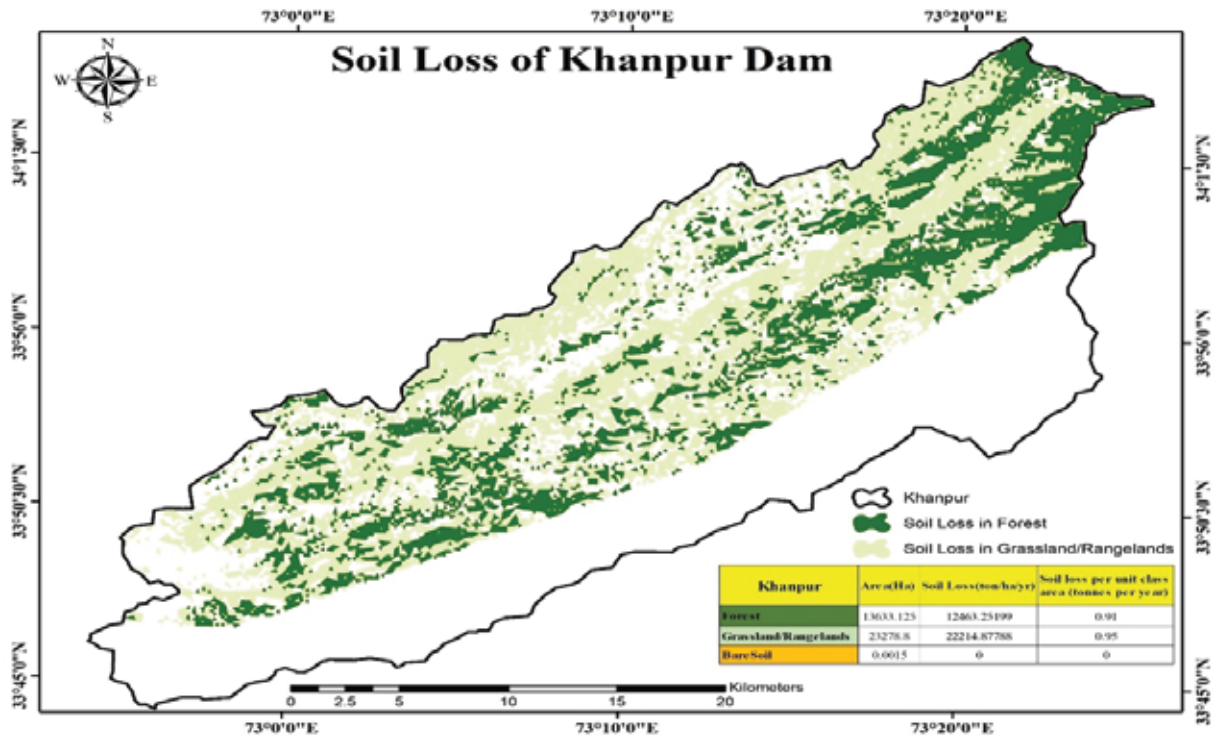 73°0'0"E 73°10'0"E 73°20'0"E
Soil Loss of Khanpur Dam
N
W E
S
34°1'30"N 34°1'30"N
33°56'0"N 33°56'0"N
33°50'30"N 33°50'30"N
33°45'0"N 33°45'0"N
Khanpur
Soil Loss in Forest
Soil Loss in Grassland/Rangelands
Khanpur Area(Ha) Soil Loss(ton/ha/yr) Soil loss per unit class
area (tonnes per year)
Forest 13633.125 12463.25199 0.91
Grassland/Rangelands 23278.8 22214.87788 0.95
BareSoil 0.0015 0 0
Kilometers
0 2.5 5 10 15 20
73°0'0"E 73°10'0"E 73°20'0"E